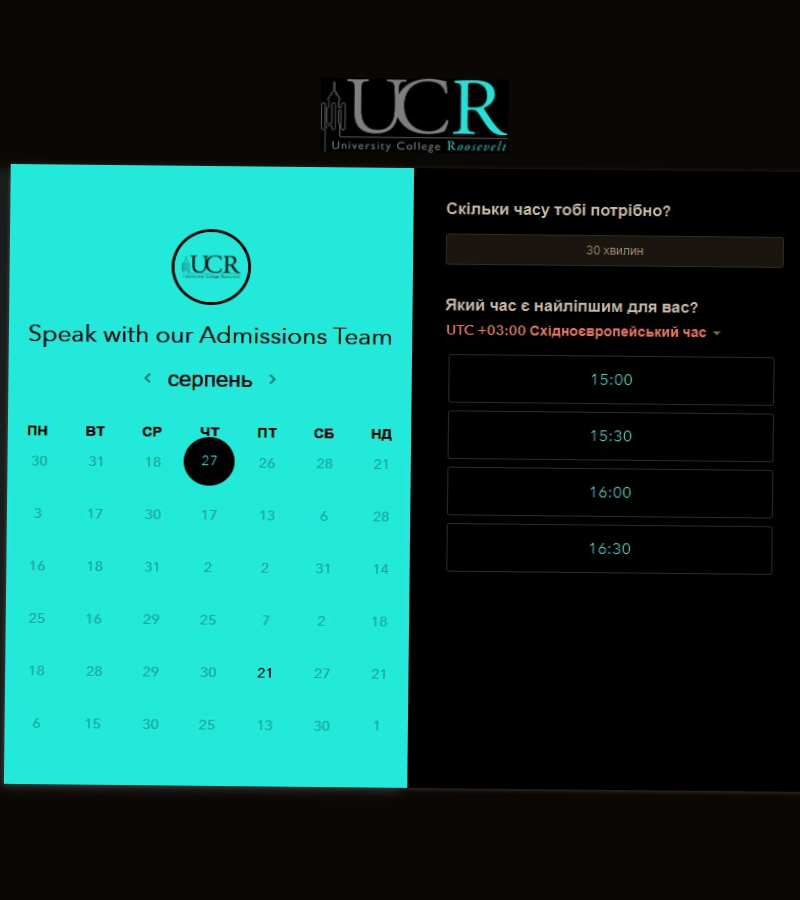 UCR
University College Roosevelt
UCR
Speak with our Admissions Team
серпень
ПН ВТ СР ЧТ ПТ СБ НД
30 31 18 27 26 28 21
3 17 30 17 13 6 28
16 18 31 2 2 31 14
25 16 29 25 7 2 18
18 28 29 30 21 27 21
6 15 30 25 13 30 1
Скільки часу тобі потрібно?
30 хвилин
Який час є найліпшим для вас?
UTC +03:00 Східноєвропейський час
15:00
15:30
16:00
16:30